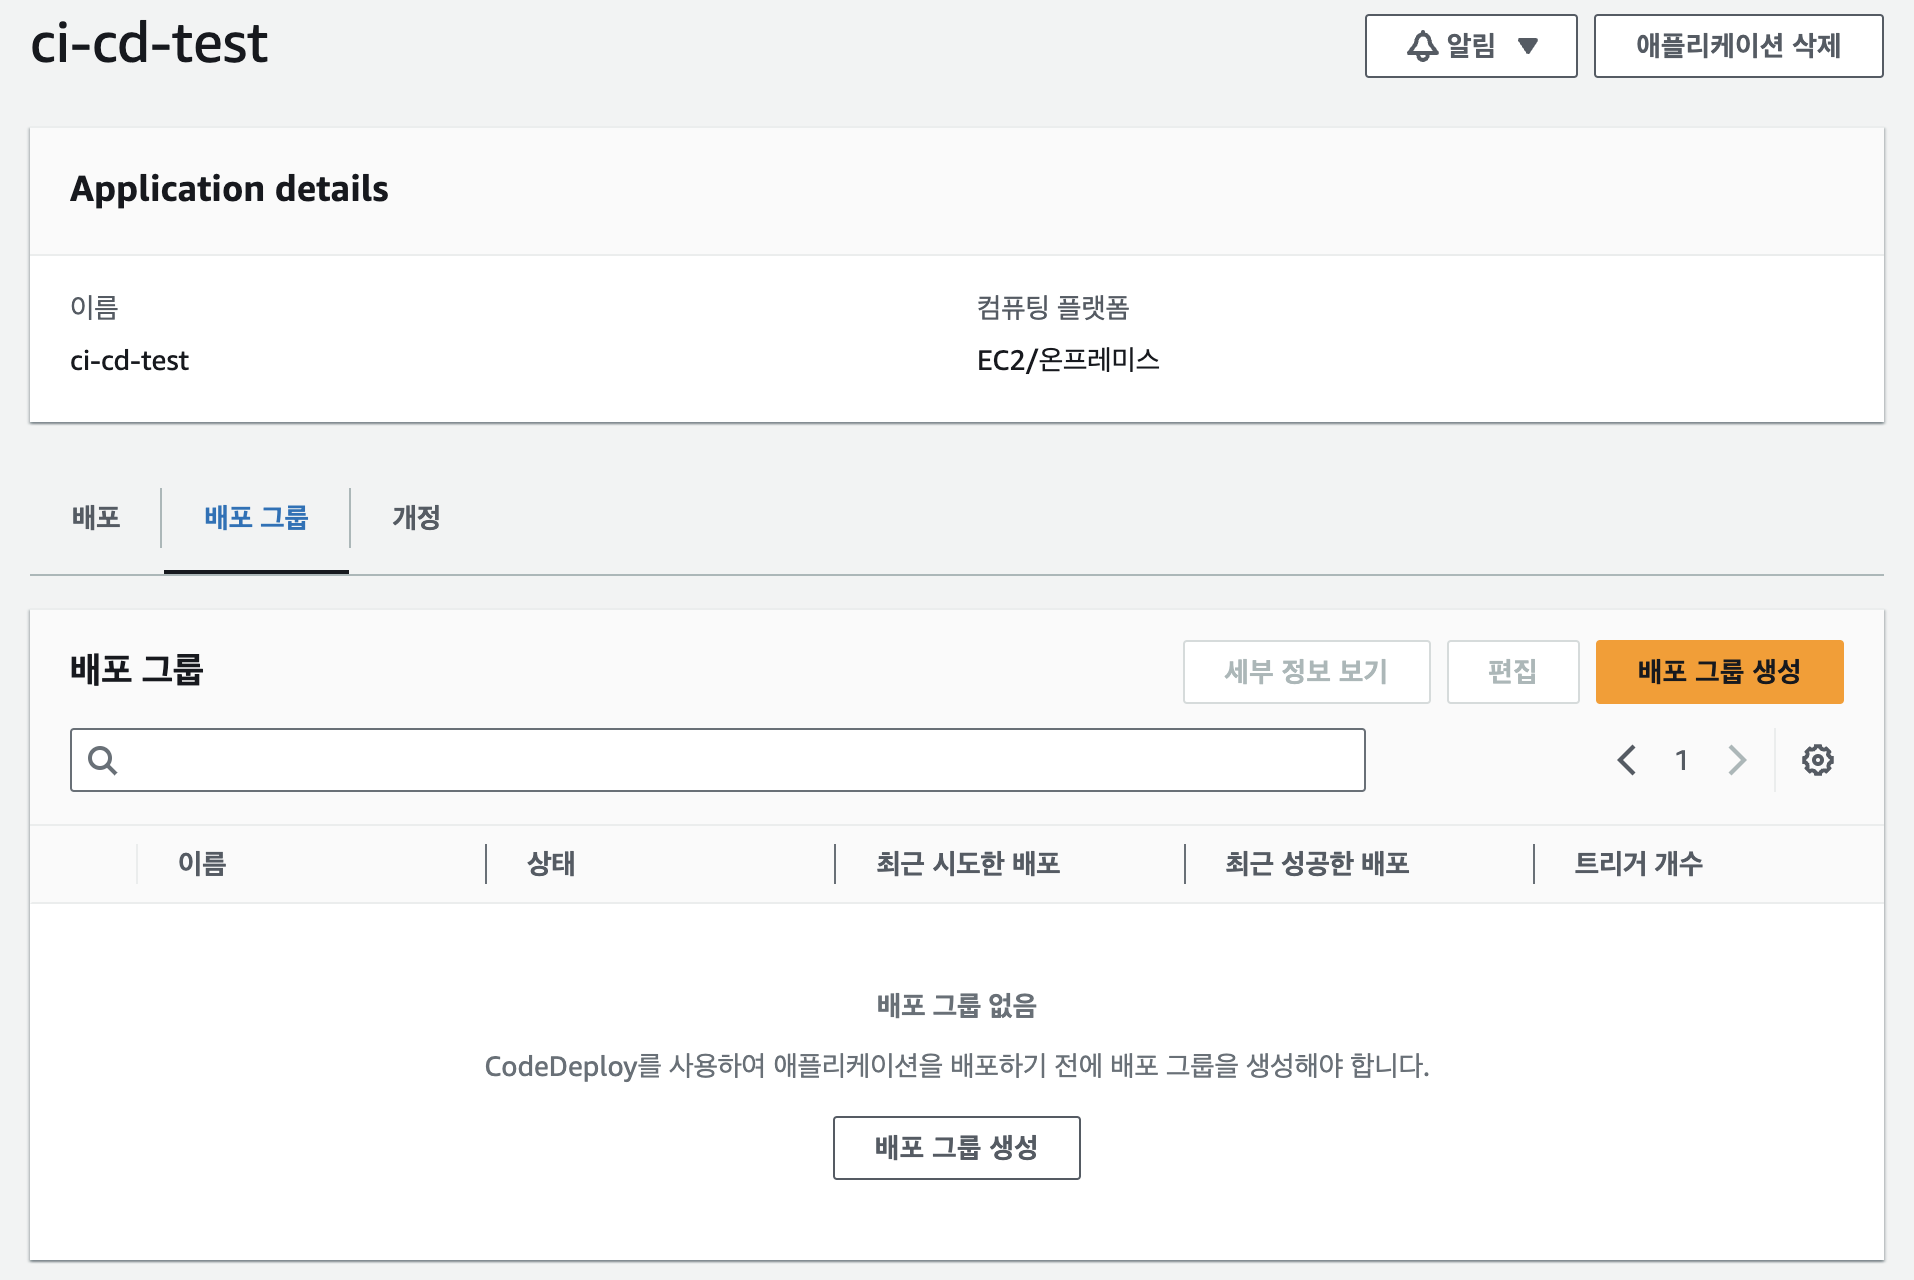 ci-cd-test
알림
애플리케이션 삭제
Application details
이름
컴퓨팅 플랫폼
ci-cd-test
EC2/온프레미스
배포
배포 그룹
개정
배포 그룹
세부 정보 보기
편집
배포 그룹 생성
1
이름
상태
최근 시도한 배포
최근 성공한 배포
트리거 개수
배포 그룹 없음
CodeDeploy를 사용하여 애플리케이션을 배포하기 전에 배포 그룹을 생성해야 합니다.
배포 그룹 생성